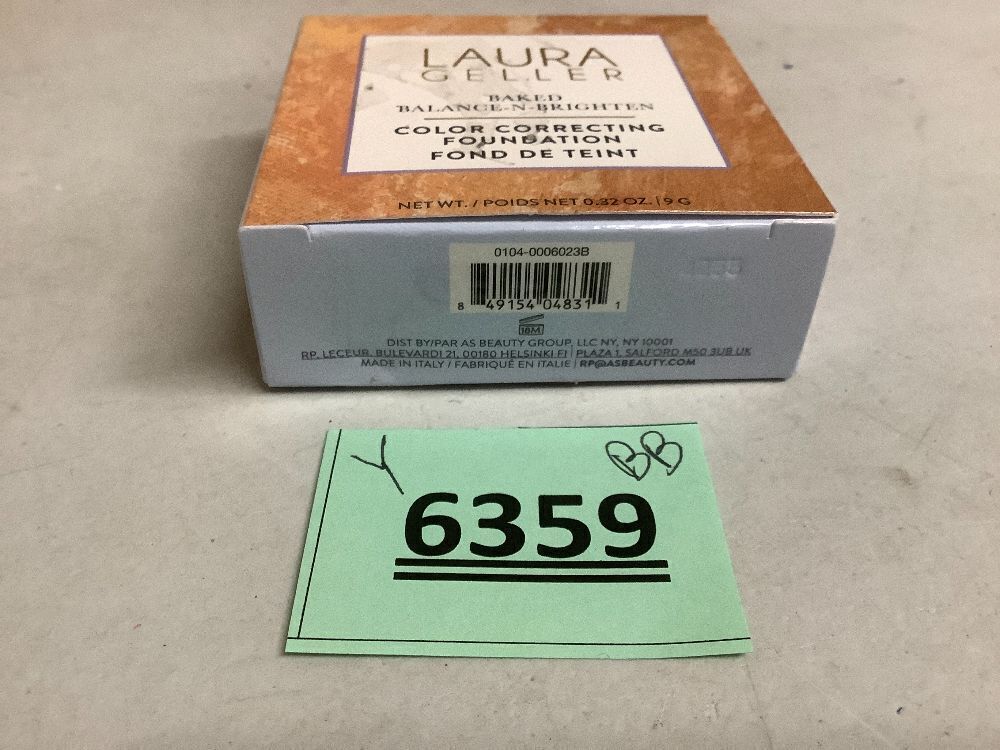 LAURA
GELLER
BAKED
BALANCE-N-BRIGHTEN
COLOR CORRECTING
FOUNDATION
FOND DE TEINT
NET WT. / POIDS NET 0.32 OZ. | 9 G
0104-0006023B
8 49154 04831 1
18M
DIST BY/PAR AS BEAUTY GROUP, LLC NY, NY 10001
RP, LECEUR, BULEVARDI 21, 00180 HELSINKI FI | PLAZA 1, SALFORD M50 3UB UK
MADE IN ITALY / FABRIQUÉ EN ITALIE | RP@ASBEAUTY.COM
Y BB
6359